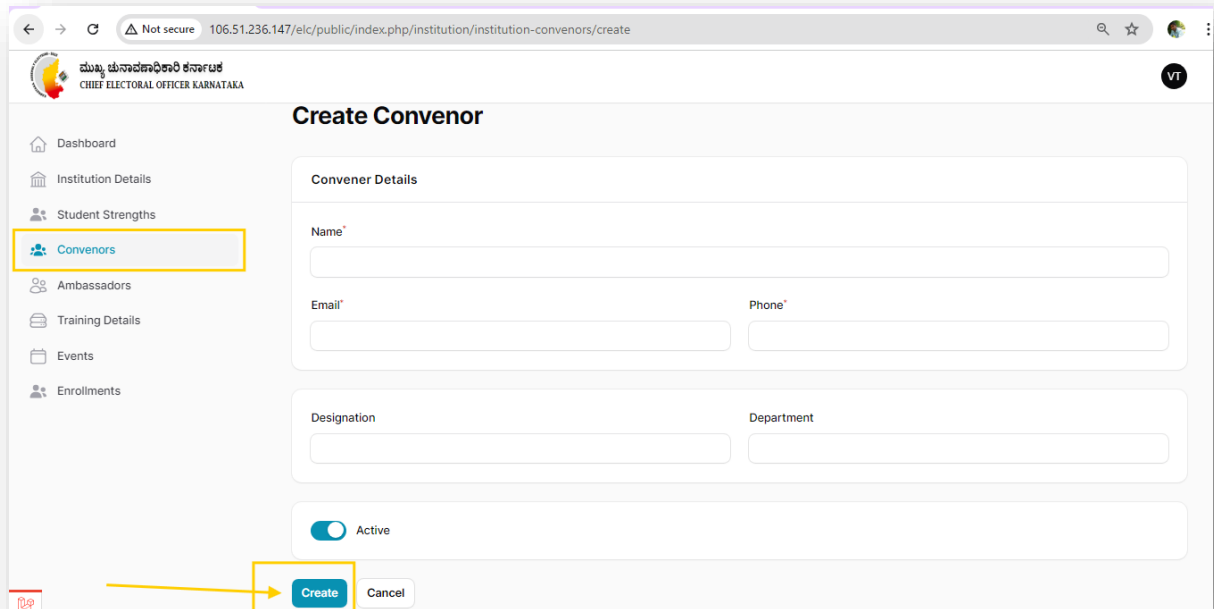 Not secure 106.51.236.147/elc/public/index.php/institution/institution-convenors/create
ಮುಖ್ಯ ಚುನಾವಣಾಧಿಕಾರಿ ಕರ್ನಾಟಕ
CHIEF ELECTORAL OFFICER KARNATAKA
VT
Create Convenor
Dashboard
Institution Details
Student Strengths
Convenors
Ambassadors
Training Details
Events
Enrollments
Convener Details
Name*
Email* Phone*
Designation Department
Active
Create Cancel